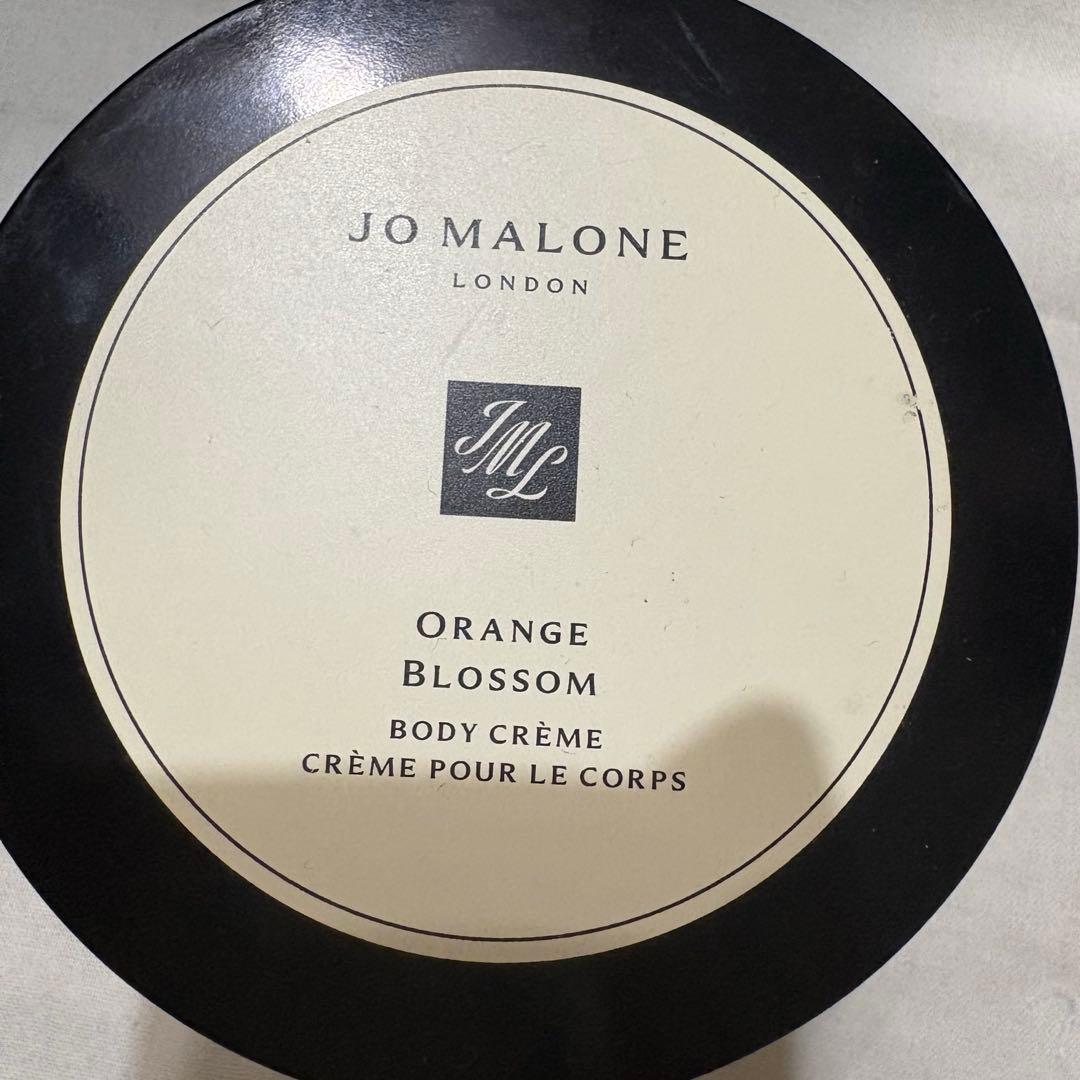 JO MALONE
LONDON
JML
ORANGE
BLOSSOM
BODY CRÈME
CRÈME POUR LE CORPS